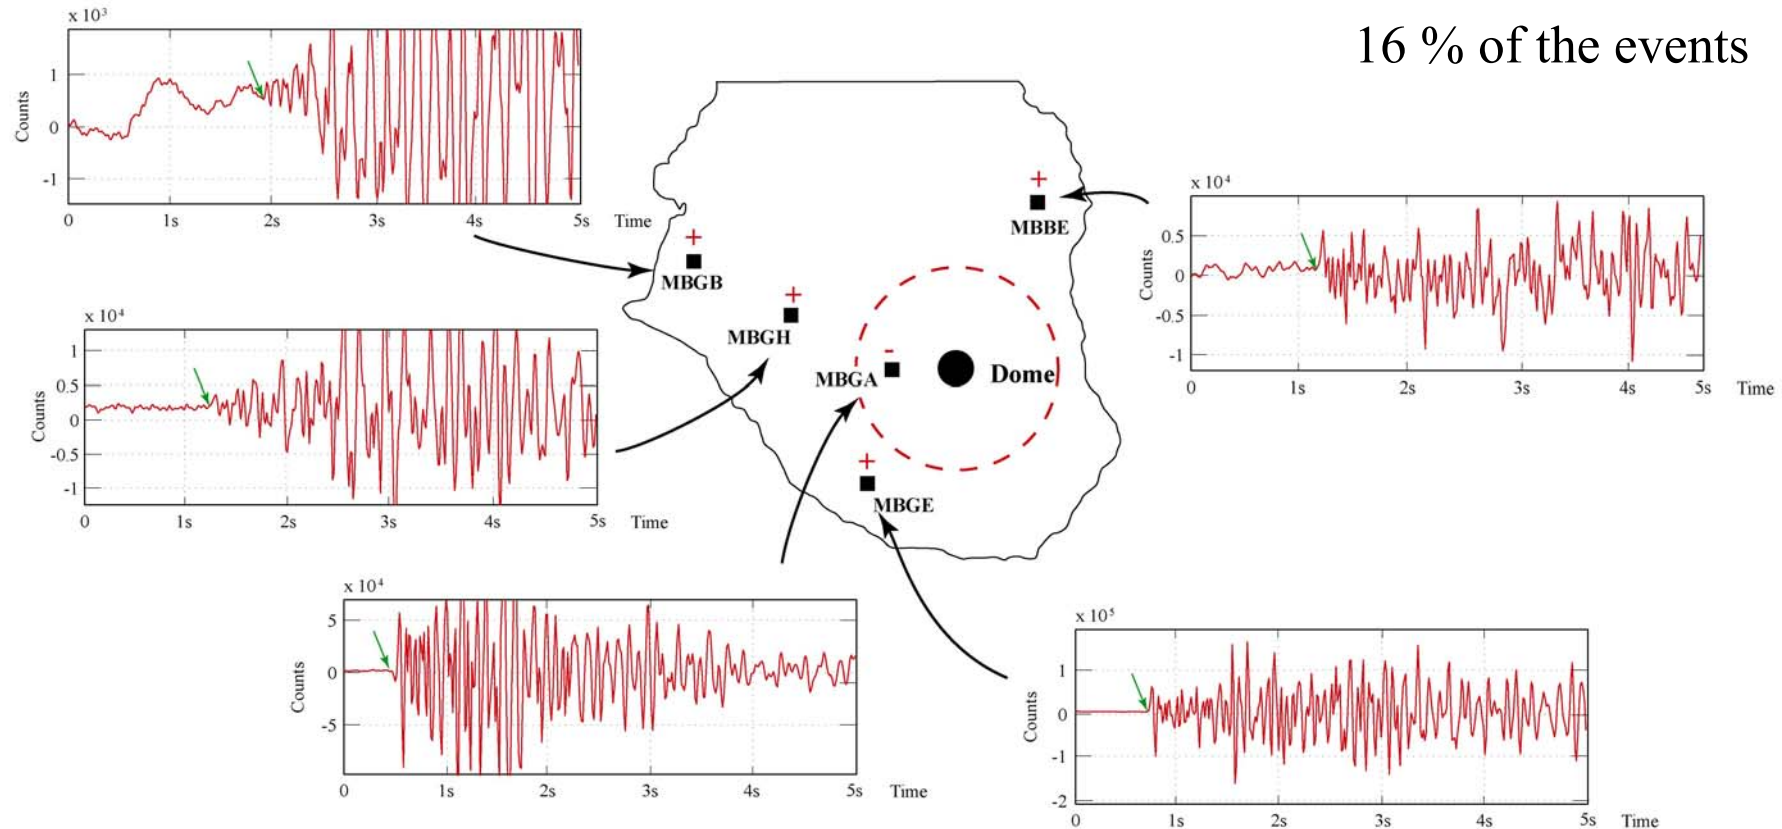 16 % of the events
x 10³
Counts
1
0
-1
0 1s 2s 3s 4s 5s Time
x 10⁴
Counts
1
0.5
0
-0.5
-1
0 1s 2s 3s 4s 5s Time
+
MBGB
+
MBGH
-
MBGA
Dome
+
MBBE
+
MBGE
x 10⁴
Counts
0.5
0
-0.5
-1
0 1s 2s 3s 4s 5s Time
x 10⁴
Counts
5
0
-5
0 1s 2s 3s 4s 5s Time
x 10⁵
Counts
1
0
-1
-2
0 1s 2s 3s 4s 5s Time